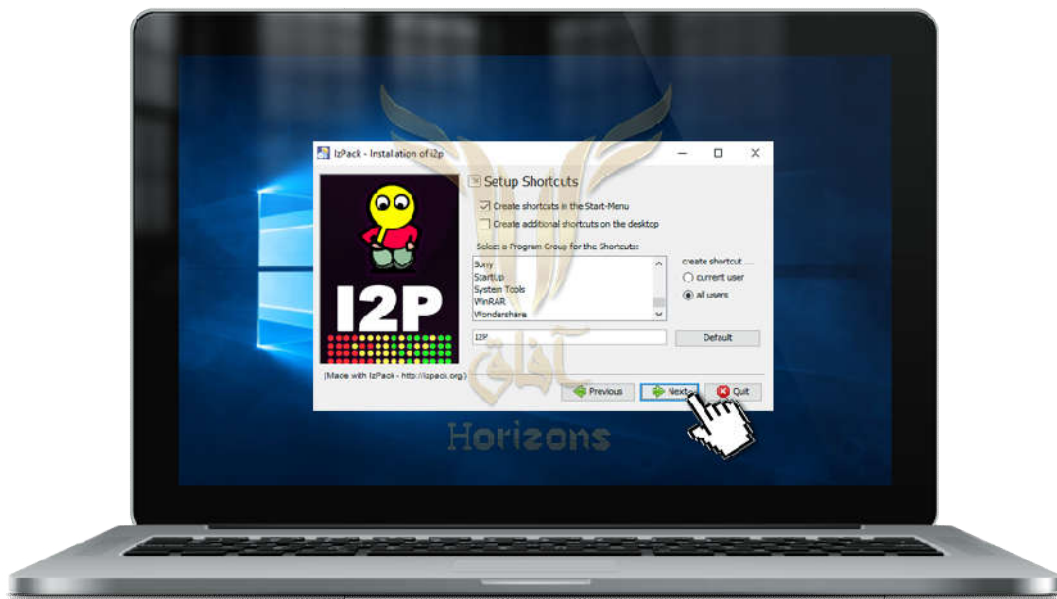 IzPack - Installation of i2p
Setup Shortcuts
Create shortcuts in the Start-Menu
Create additional shortcuts on the desktop
Select a Program Group for the Shortcuts:
create shortcut
StartUp
System Tools
WinRAR
Wondershare
current user
all users
I2P
I2P
Default
(Made with IzPack - http://izpack.org/)
Previous
Next
Quit
آفاق
Horizons